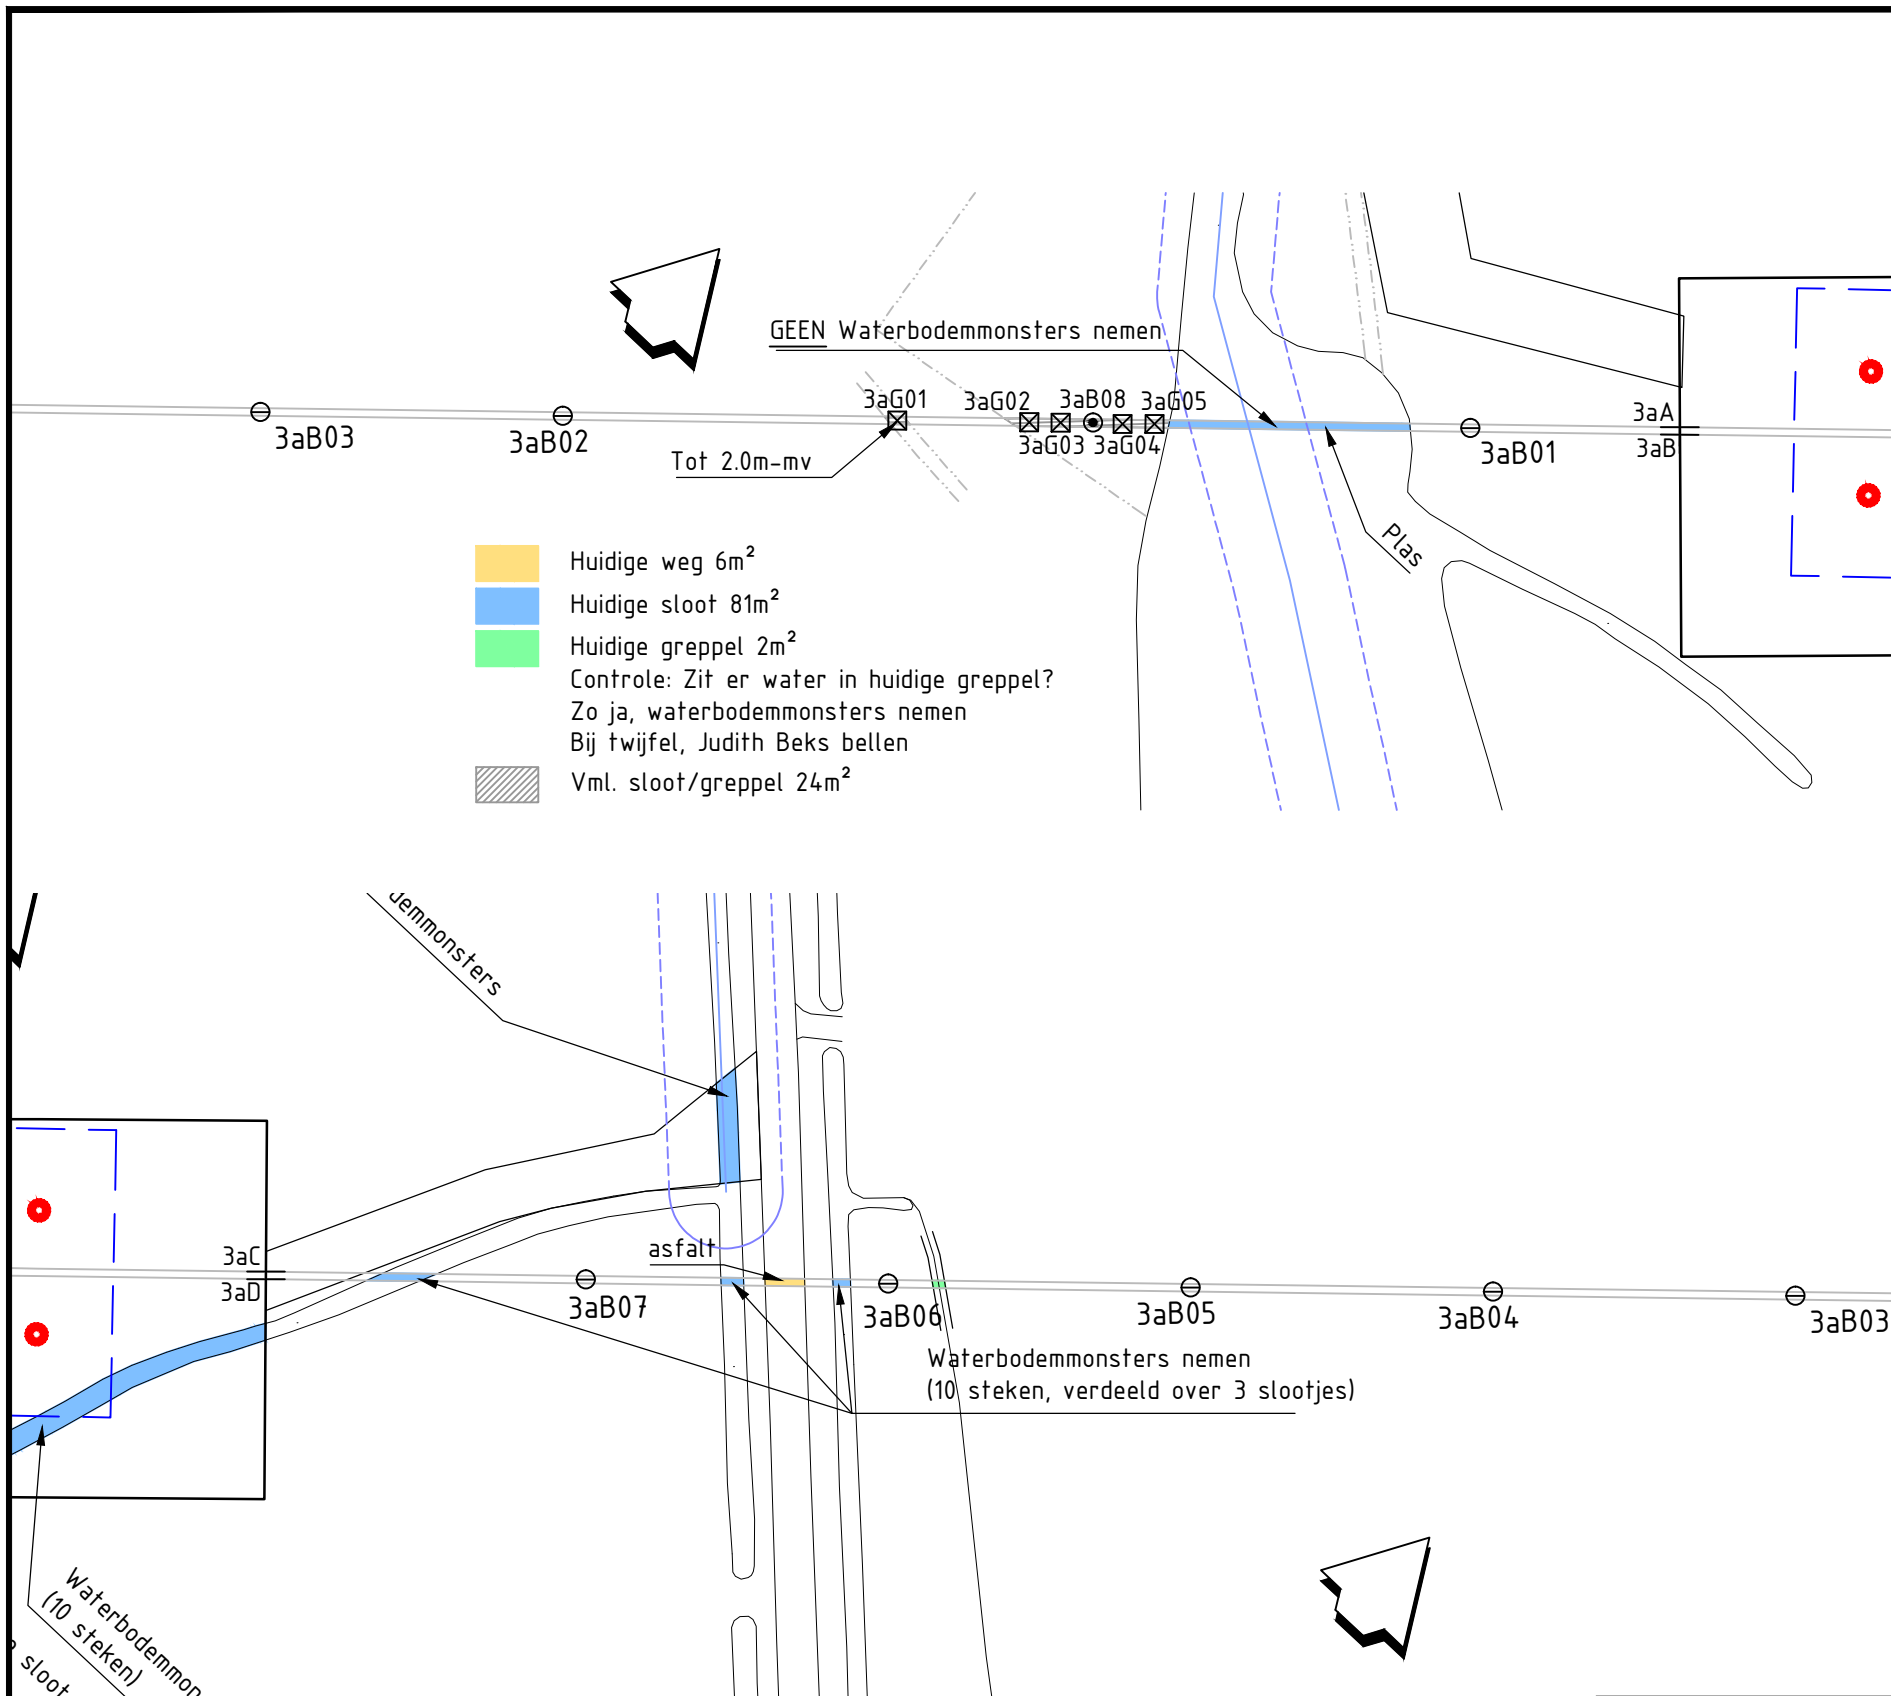 GEEN Waterbodemmonsters nemen
3aG01
3aG02
3aB08
3aG05
3aA
3aB03
3aB02
3aG03
3aG04
3aB01
3aB
Tot 2.0m-mv
Plas
Huidige weg 6m²
Huidige sloot 81m²
Huidige greppel 2m²
Controle: Zit er water in huidige greppel?
Zo ja, waterbodemmonsters nemen
Bij twijfel, Judith Beks bellen
Vml. sloot/greppel 24m²
demmonsters
3aC
asfalt
3aD
3aB07
3aB06
3aB05
3aB04
3aB03
Waterbodemmonsters nemen
(10 steken, verdeeld over 3 slootjes)
Waterbodemmon
(10 steken)
sloot